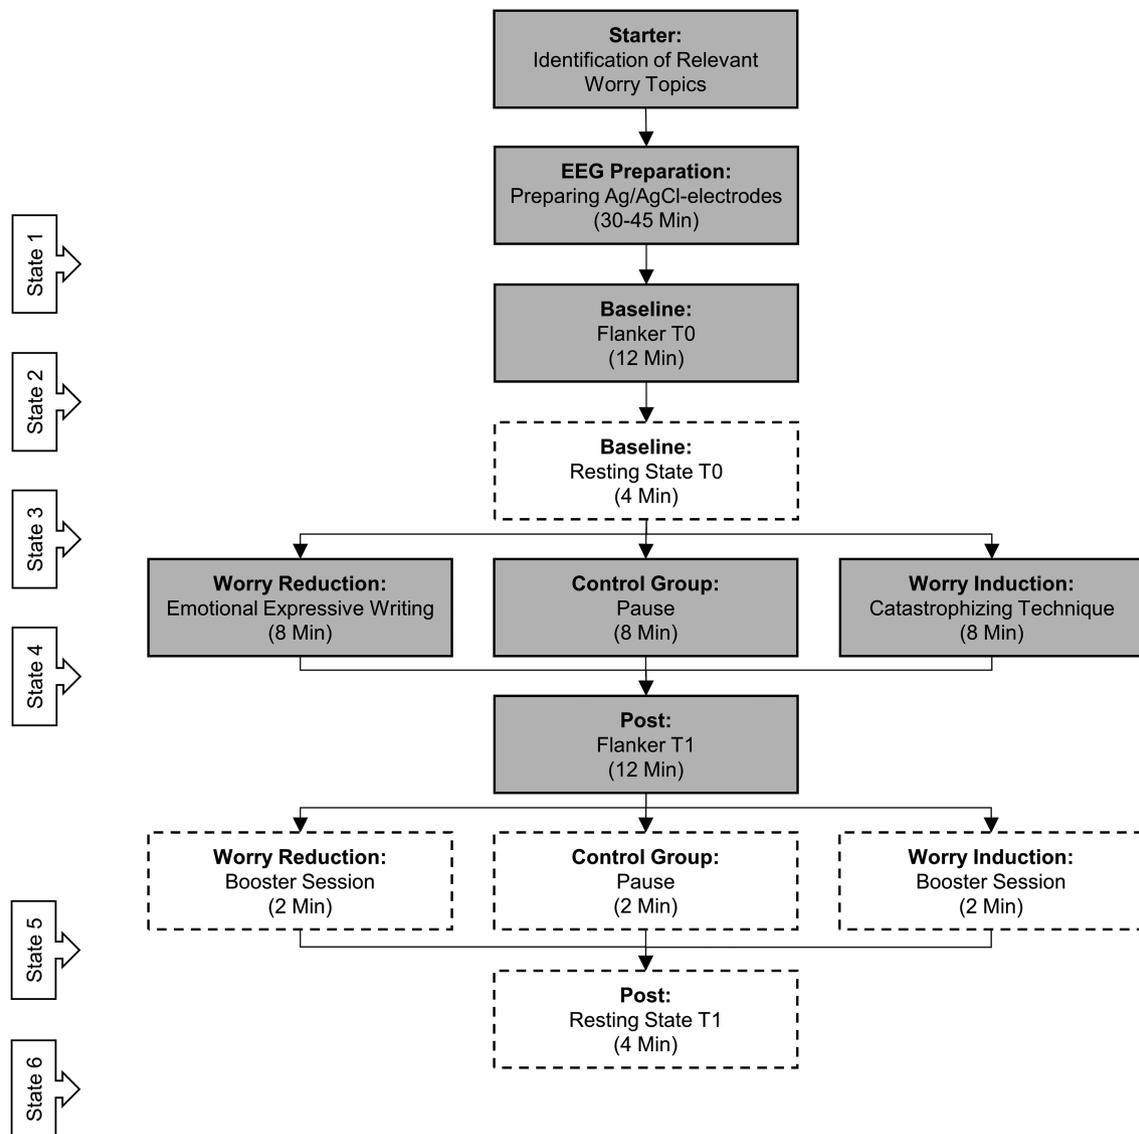 Starter:
Identification of Relevant
Worry Topics
EEG Preparation:
Preparing Ag/AgCl-electrodes
(30-45 Min)
State 1
Baseline:
Flanker T0
(12 Min)
State 2
Baseline:
Resting State T0
(4 Min)
State 3
Worry Reduction:
Emotional Expressive Writing
(8 Min)
Control Group:
Pause
(8 Min)
Worry Induction:
Catastrophizing Technique
(8 Min)
State 4
Post:
Flanker T1
(12 Min)
Worry Reduction:
Booster Session
(2 Min)
Control Group:
Pause
(2 Min)
Worry Induction:
Booster Session
(2 Min)
State 5
Post:
Resting State T1
(4 Min)
State 6